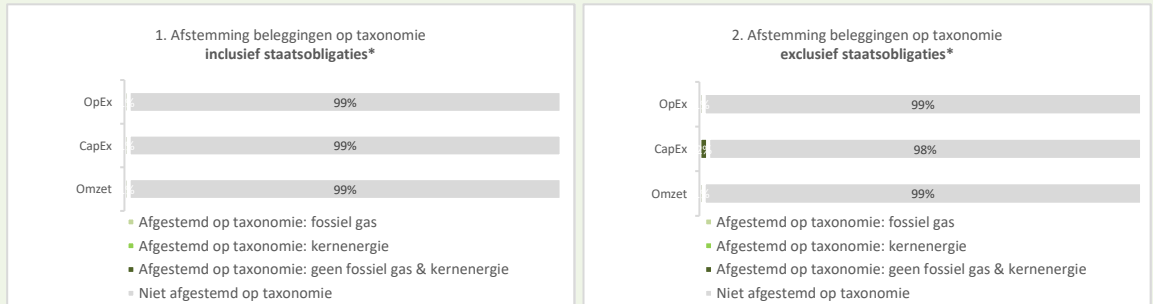 1. Afstemming beleggingen op taxonomie
inclusief staatsobligaties*
OpEx
99%
CapEx
99%
Omzet
99%
Afgestemd op taxonomie: fossiel gas
Afgestemd op taxonomie: kernenergie
Afgestemd op taxonomie: geen fossiel gas & kernenergie
Niet afgestemd op taxonomie
2. Afstemming beleggingen op taxonomie
exclusief staatsobligaties*
OpEx
99%
CapEx
98%
Omzet
99%
Afgestemd op taxonomie: fossiel gas
Afgestemd op taxonomie: kernenergie
Afgestemd op taxonomie: geen fossiel gas & kernenergie
Niet afgestemd op taxonomie